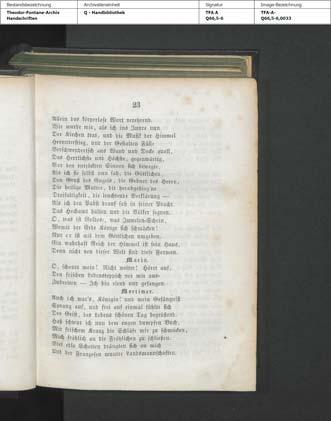 Bestandsbezeichnung
Theodor-Fontane-Archiv
Handschriften
Archivalieneinheit
Q - Handbibliothek
Signatur
TFA A
Q66,5-6
Image-Bezeichnung
TFA-A-
Q66,5-6,0033
23
Allein das körperlose Wort verehrend.
Wie wurde mir, als ich ins Innre nun
Der Kirchen trat, und die Musik der Himmel
Herunterstieg, und der Gestalten Fülle
Verschwenderisch aus Wand und Decke quoll,
Das Herrlichste und Höchste, gegenwärtig,
Vor den entzückten Sinnen sich bewegte,
Als ich sie selbst nun sah, die Göttlichen,
Den Gruß des Engels, die Geburt des Herrn,
Die heilige Mutter, die herabgestieg'ne
Dreifaltigkeit, die leuchtende Verklärung —
Als ich den Pabst drauf sah in seiner Pracht
Das Hochamt halten und die Völker segnen.
O, was ist Goldes-, was Juwelen-Schein,
Womit der Erde Könige sich schmücken!
Nur er ist mit dem Göttlichen umgeben.
Ein wahrhaft Reich der Himmel ist sein Haus,
Denn nicht von dieser Welt sind diese Formen.
Maria.
O, schonet mein! Nicht weiter! Höret auf,
Den frischen Lebensteppich vor mir aus-
Zubreiten — Ich bin elend und gefangen.
Mortimer.
Auch ich war's, Königin! und mein Gefängniß
Sprang auf, und frei auf einmal fühlte sich
Der Geist, des Lebens schönen Tag begrüßend.
Haß schwur ich nun dem engen dumpfen Buch,
Mit frischem Kranz die Schläfe mir zu schmücken,
Mich fröhlich an die Fröhlichen zu schließen.
Viel edle Schotten drängten sich an mich
Und der Franzosen muntre Landsmannschaften.